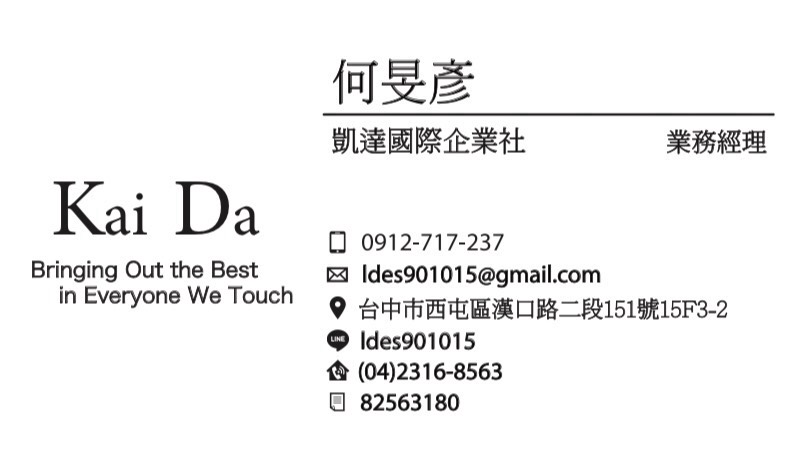 何旻彥
凱達國際企業社 業務經理
Kai Da
Bringing Out the Best
in Everyone We Touch
0912-717-237
ldes901015@gmail.com
台中市西屯區漢口路二段151號15F3-2
LINE ldes901015
(04)2316-8563
82563180